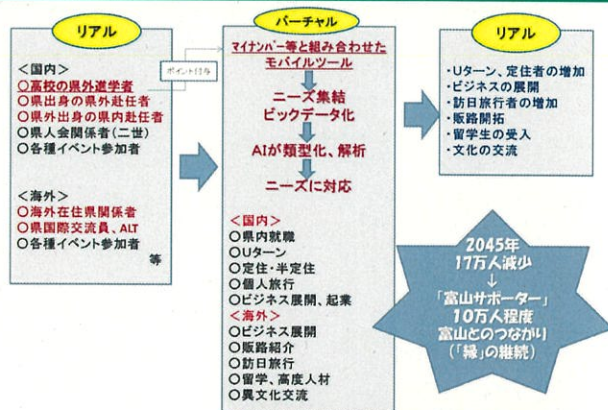 リアル
<国内>
○高校の県外進学者
○県出身の県外赴任者
○県外出身の県内赴任者
○県人会関係者(二世)
○各種イベント参加者
<海外>
○海外在住県関係者
○県国際交流員、ALT
○各種イベント参加者
等
ポイント付与
バーチャル
マイナンバー等と組み合わせた
モバイルツール
ニーズ集結
ビックデータ化
AIが類型化、解析
ニーズに対応
<国内>
○県内就職
○Uターン
○定住・半定住
○個人旅行
○ビジネス展開、起業
<海外>
○ビジネス展開
○販路紹介
○訪日旅行
○留学、高度人材
○異文化交流
リアル
・Uターン、定住者の増加
・ビジネスの展開
・訪日旅行者の増加
・販路開拓
・留学生の受入
・文化の交流
2045年
17万人減少
↓
「富山サポーター」
10万人程度
富山とのつながり
(「縁」の継続)